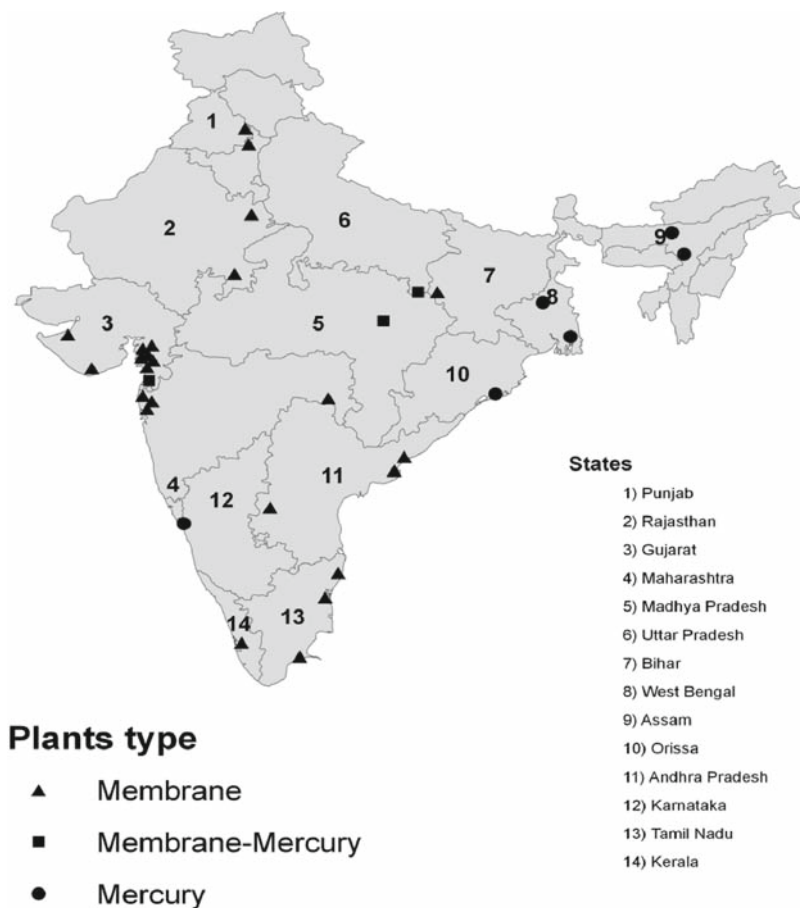 1
2
6
9
7
8
3
5
10
11
4
12
13
14
States
1) Punjab
2) Rajasthan
3) Gujarat
4) Maharashtra
5) Madhya Pradesh
6) Uttar Pradesh
7) Bihar
8) West Bengal
9) Assam
10) Orissa
11) Andhra Pradesh
12) Karnataka
13) Tamil Nadu
14) Kerala
Plants type
Membrane
Membrane-Mercury
Mercury